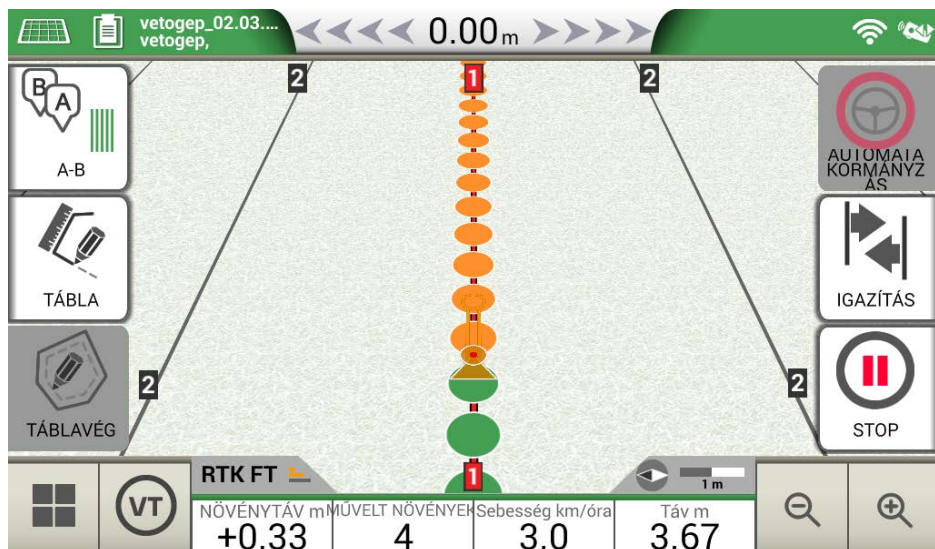 vetogep_02.03....
vetogep,
0.00 m
2
1
2
B
A
A-B
AUTOMATA
KORMÁNYZ
ÁS
TÁBLA
IGAZÍTÁS
2
2
TÁBLAVÉG
STOP
RTK FT
1
1 m
VT
NÖVÉNYTÁV m
MŰVELT NÖVÉNYEK
Sebesség km/óra
Táv m
+0.33
4
3.0
3.67